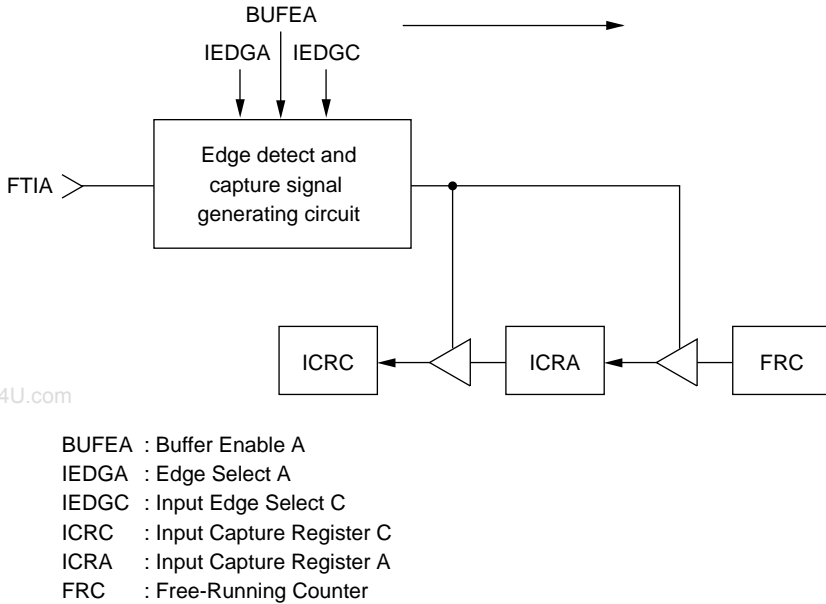 BUFEA
IEDGA IEDGC
Edge detect and
capture signal
generating circuit
FTIA
ICRC
ICRA
FRC
4U.com
BUFEA : Buffer Enable A
IEDGA : Edge Select A
IEDGC : Input Edge Select C
ICRC : Input Capture Register C
ICRA : Input Capture Register A
FRC : Free-Running Counter